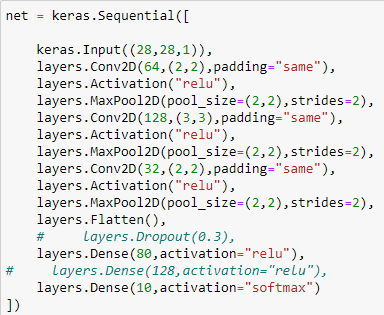 net = keras.Sequential([
keras.Input((28,28,1)),
layers.Conv2D(64,(2,2),padding="same"),
layers.Activation("relu"),
layers.MaxPool2D(pool_size=(2,2),strides=2),
layers.Conv2D(128,(3,3),padding="same"),
layers.Activation("relu"),
layers.MaxPool2D(pool_size=(2,2),strides=2),
layers.Conv2D(32,(2,2),padding="same"),
layers.Activation("relu"),
layers.MaxPool2D(pool_size=(2,2),strides=2),
layers.Flatten(),
#     layers.Dropout(0.3),
layers.Dense(80,activation="relu"),
#     layers.Dense(128,activation="relu"),
layers.Dense(10,activation="softmax")
])